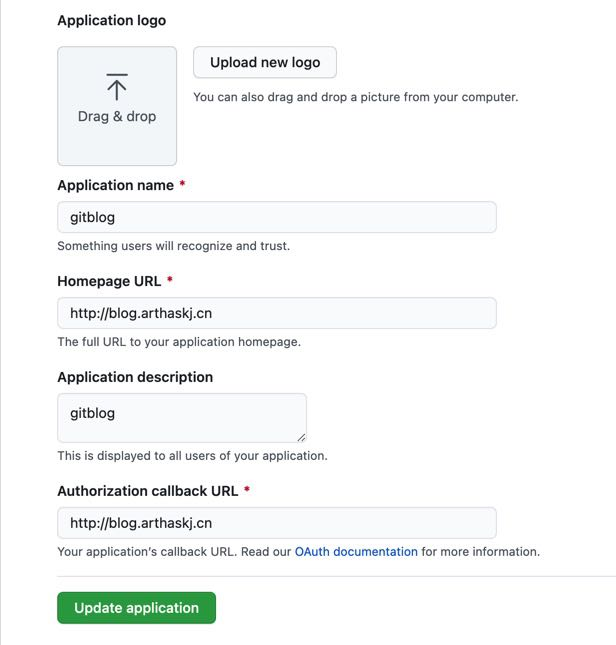 Application logo
Upload new logo
You can also drag and drop a picture from your computer.
Drag & drop
Application name *
gitblog
Something users will recognize and trust.
Homepage URL *
http://blog.arthaskj.cn
The full URL to your application homepage.
Application description
gitblog
This is displayed to all users of your application.
Authorization callback URL *
http://blog.arthaskj.cn
Your application's callback URL. Read our OAuth documentation for more information.
Update application